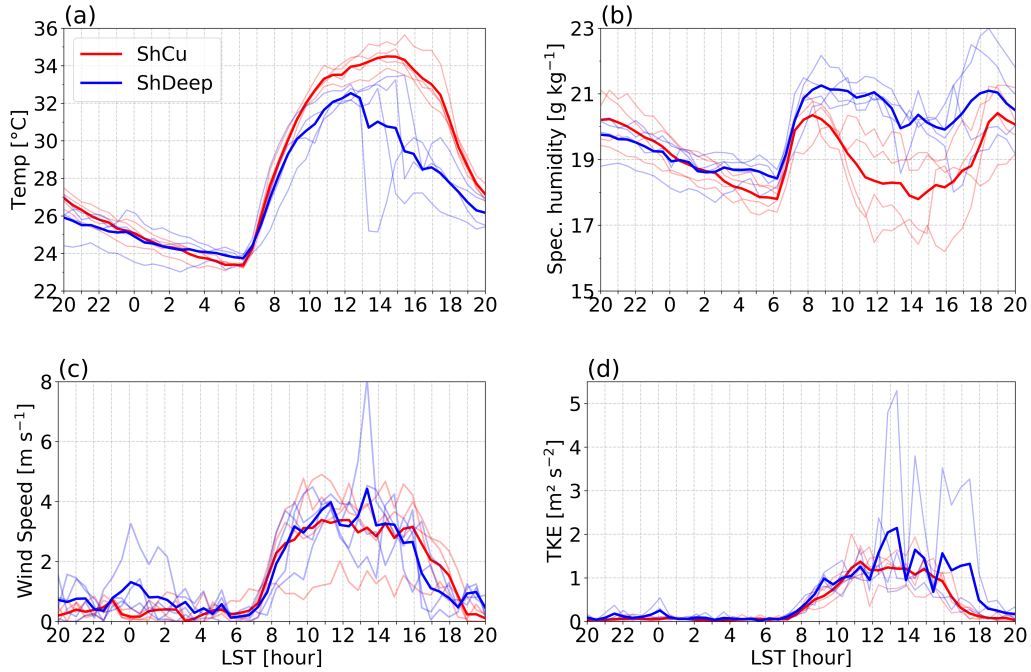 (a)
Temp [°C]
36
34
32
30
28
26
24
22
ShCu
ShDeep
20 22 0 2 4 6 8 10 12 14 16 18 20
(b)
Spec. humidity [g kg⁻¹]
23
21
19
17
15
20 22 0 2 4 6 8 10 12 14 16 18 20
(c)
Wind Speed [m s⁻¹]
8
6
4
2
0
20 22 0 2 4 6 8 10 12 14 16 18 20
LST [hour]
(d)
TKE [m² s⁻²]
5
4
3
2
1
0
20 22 0 2 4 6 8 10 12 14 16 18 20
LST [hour]